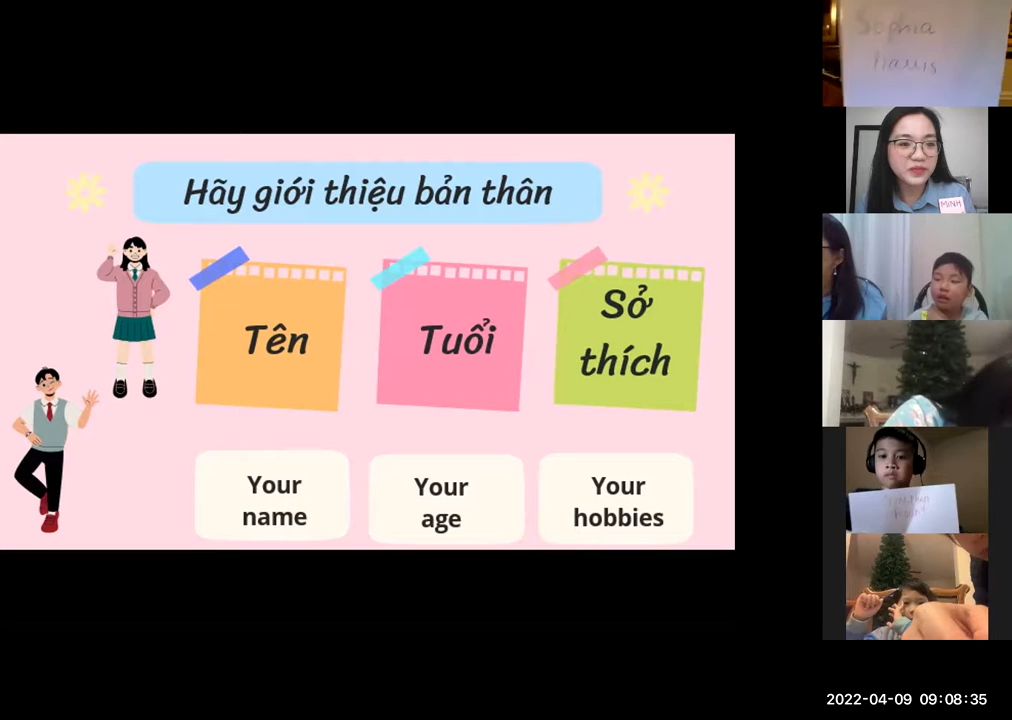 Hãy giới thiệu bản thân
Tên
Tuổi
Sở
thích
Your
name
Your
age
Your
hobbies
Sophia
MINH
2022-04-09 09:08:35